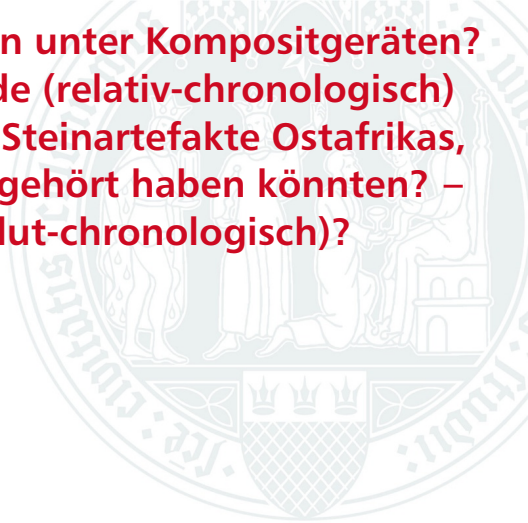 n unter Kompositgeräten?
de (relativ-chronologisch)
Steinartefakte Ostafrikas,
gehört haben könnten? –
lut-chronologisch)?